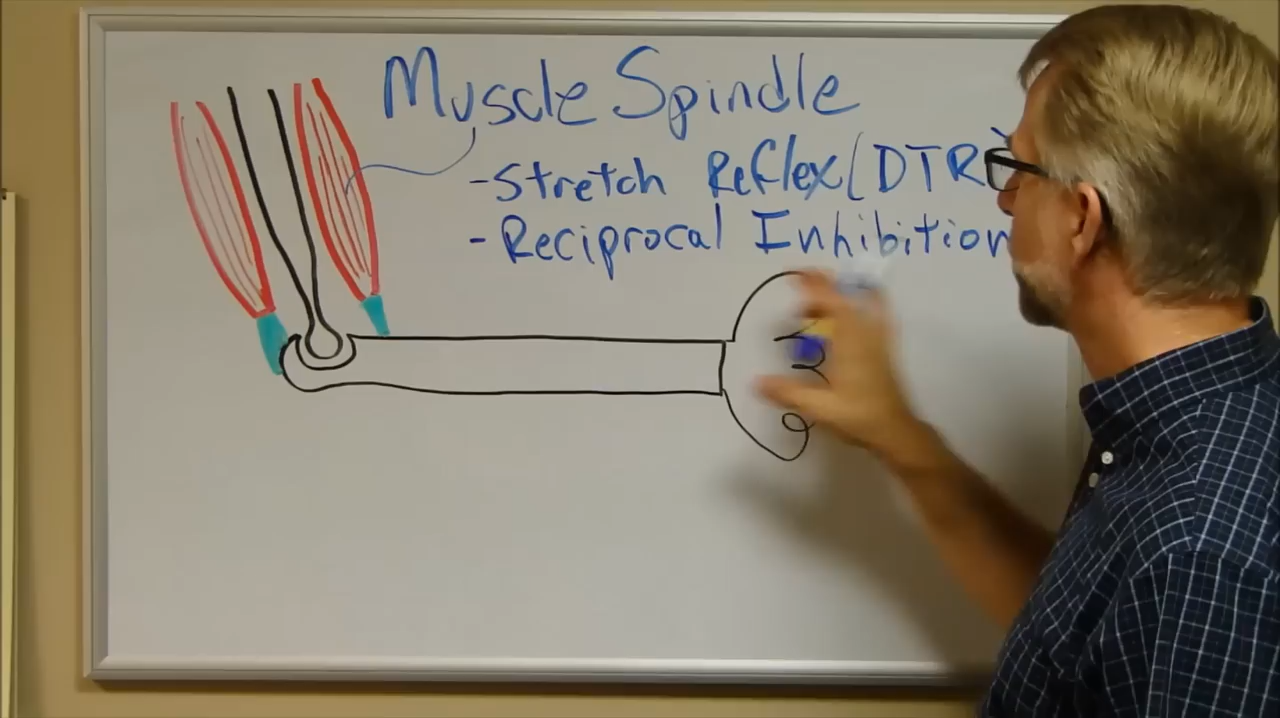 Muscle Spindle
- Stretch Reflex (DTR)
- Reciprocal Inhibition